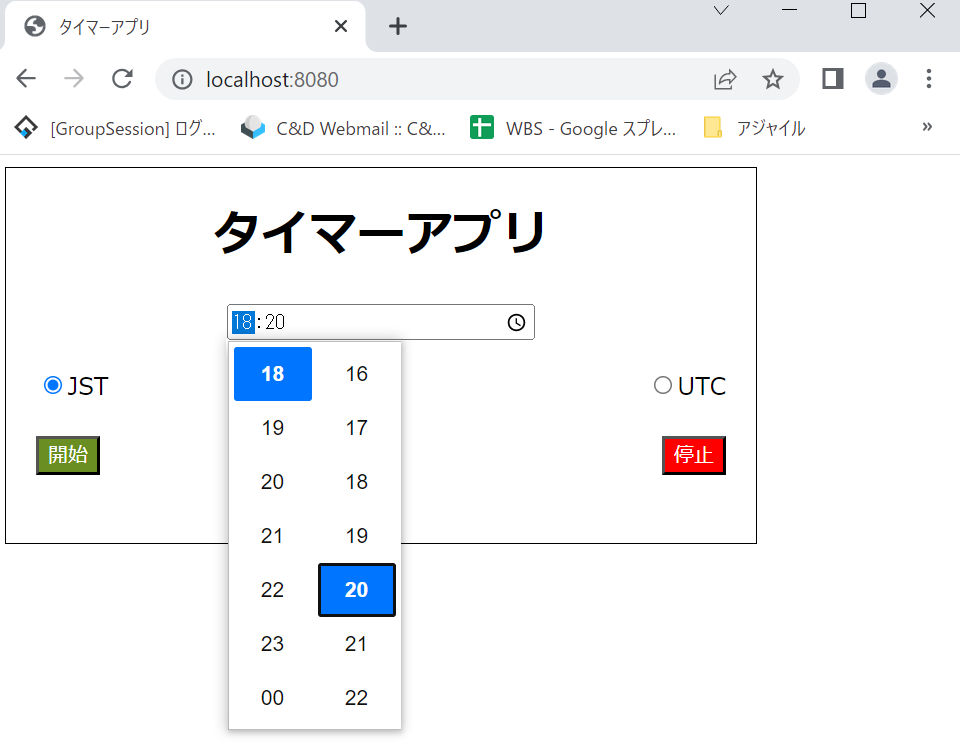 タイマーアプリ
localhost:8080
[GroupSession] ログ... C&D Webmail :: C&... WBS - Google スプレ... アジャイル »
タイマーアプリ
18:20
18 16
JST UTC
19 17
開始 停止
20 18
21 19
22 20
23 21
00 22